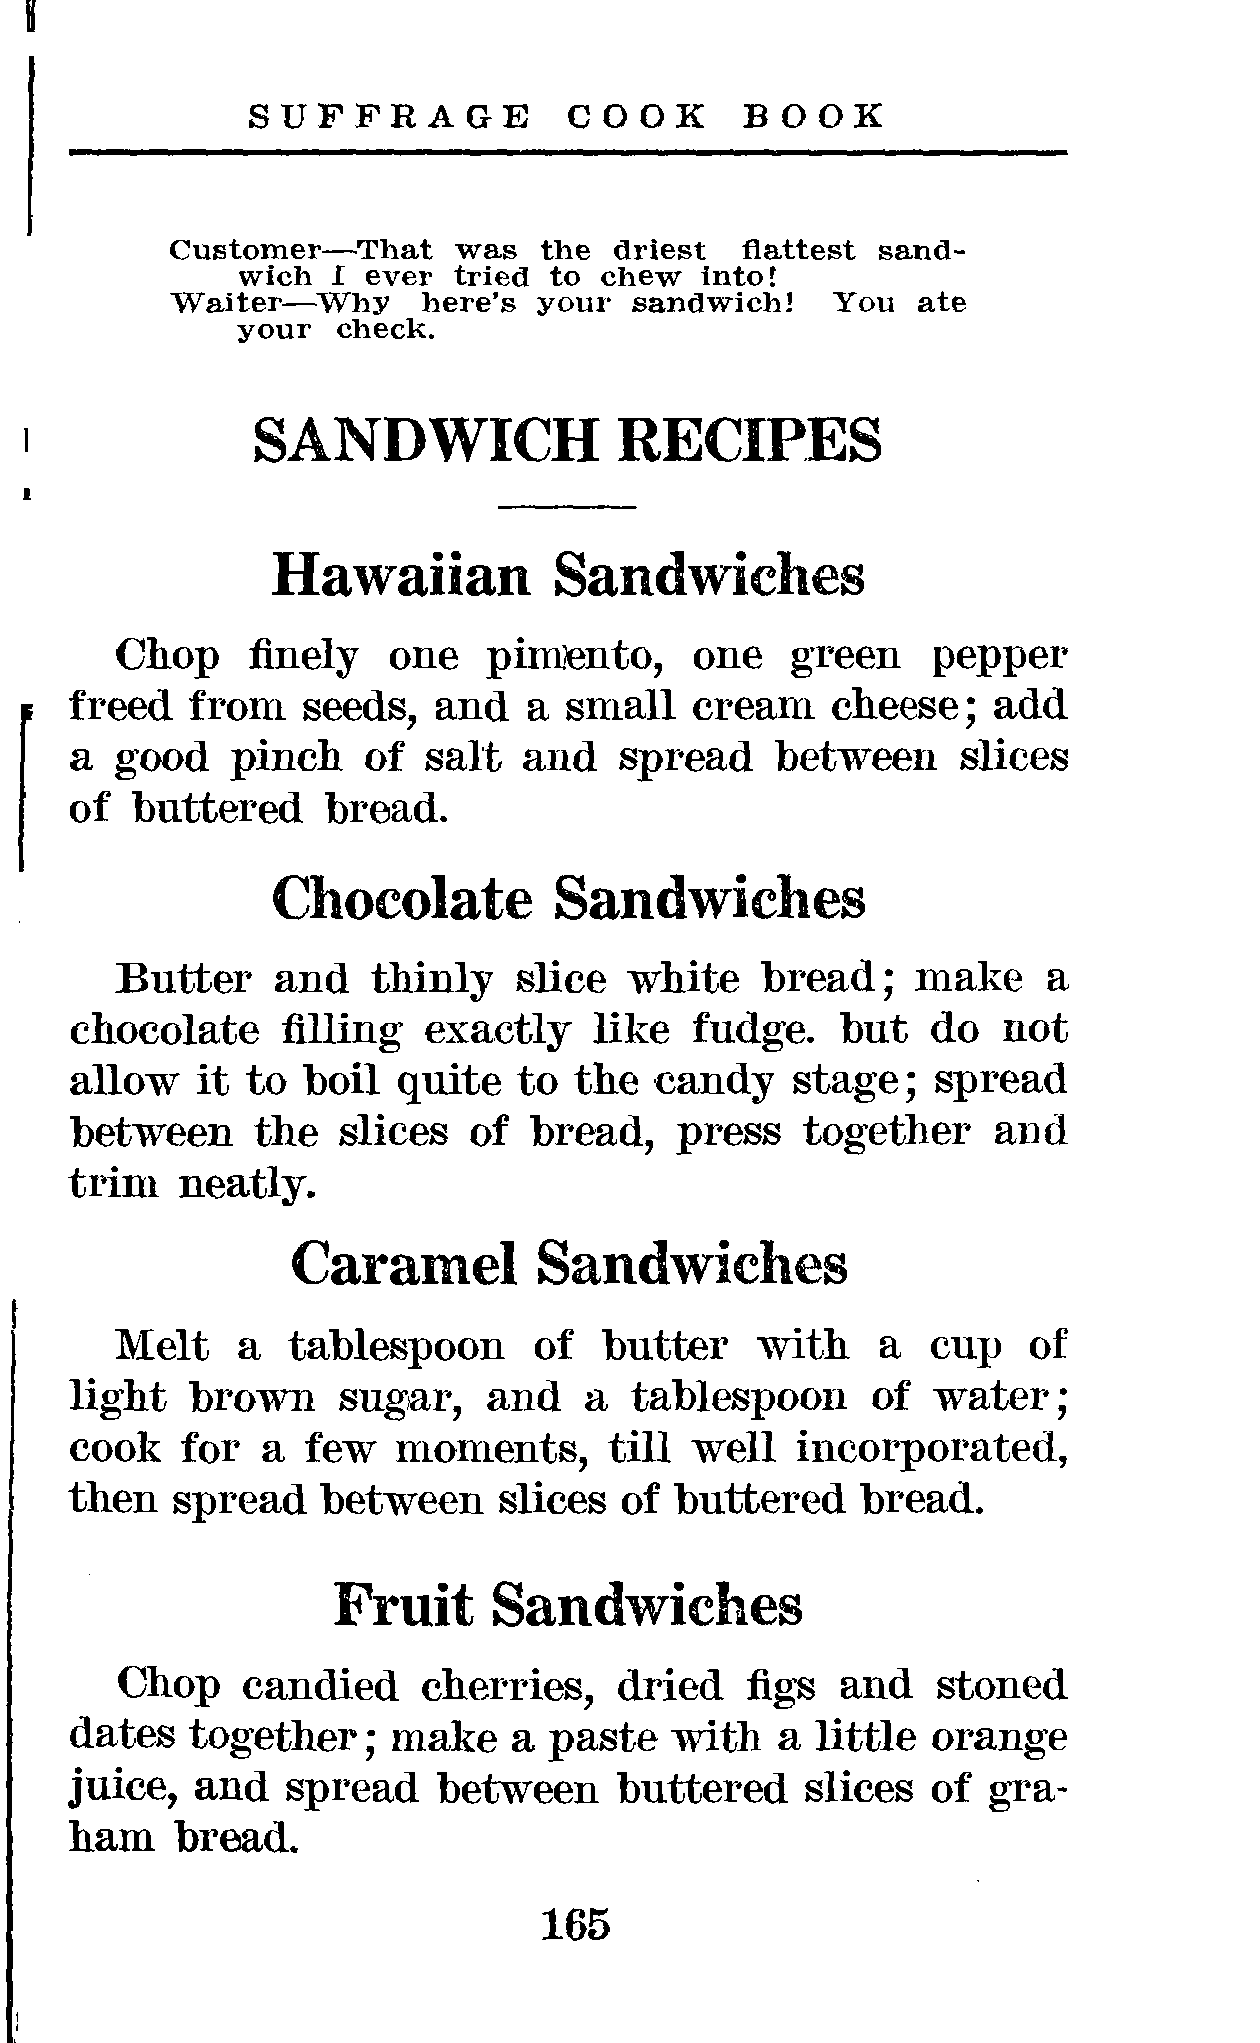 SUFFRAGE COOK BOOK
Customer—That was the driest flattest sand-
wich I ever tried to chew into!
Waiter—Why here's your sandwich! You ate
your check.
SANDWICH RECIPES
Hawaiian Sandwiches
Chop finely one pimento, one green pepper
freed from seeds, and a small cream cheese; add
a good pinch of salt and spread between slices
of buttered bread.
Chocolate Sandwiches
Butter and thinly slice white bread; make a
chocolate filling exactly like fudge. but do not
allow it to boil quite to the candy stage; spread
between the slices of bread, press together and
trim neatly.
Caramel Sandwiches
Melt a tablespoon of butter with a cup of
light brown sugar, and a tablespoon of water;
cook for a few moments, till well incorporated,
then spread between slices of buttered bread.
Fruit Sandwiches
Chop candied cherries, dried figs and stoned
dates together; make a paste with a little orange
juice, and spread between buttered slices of gra-
ham bread.
165